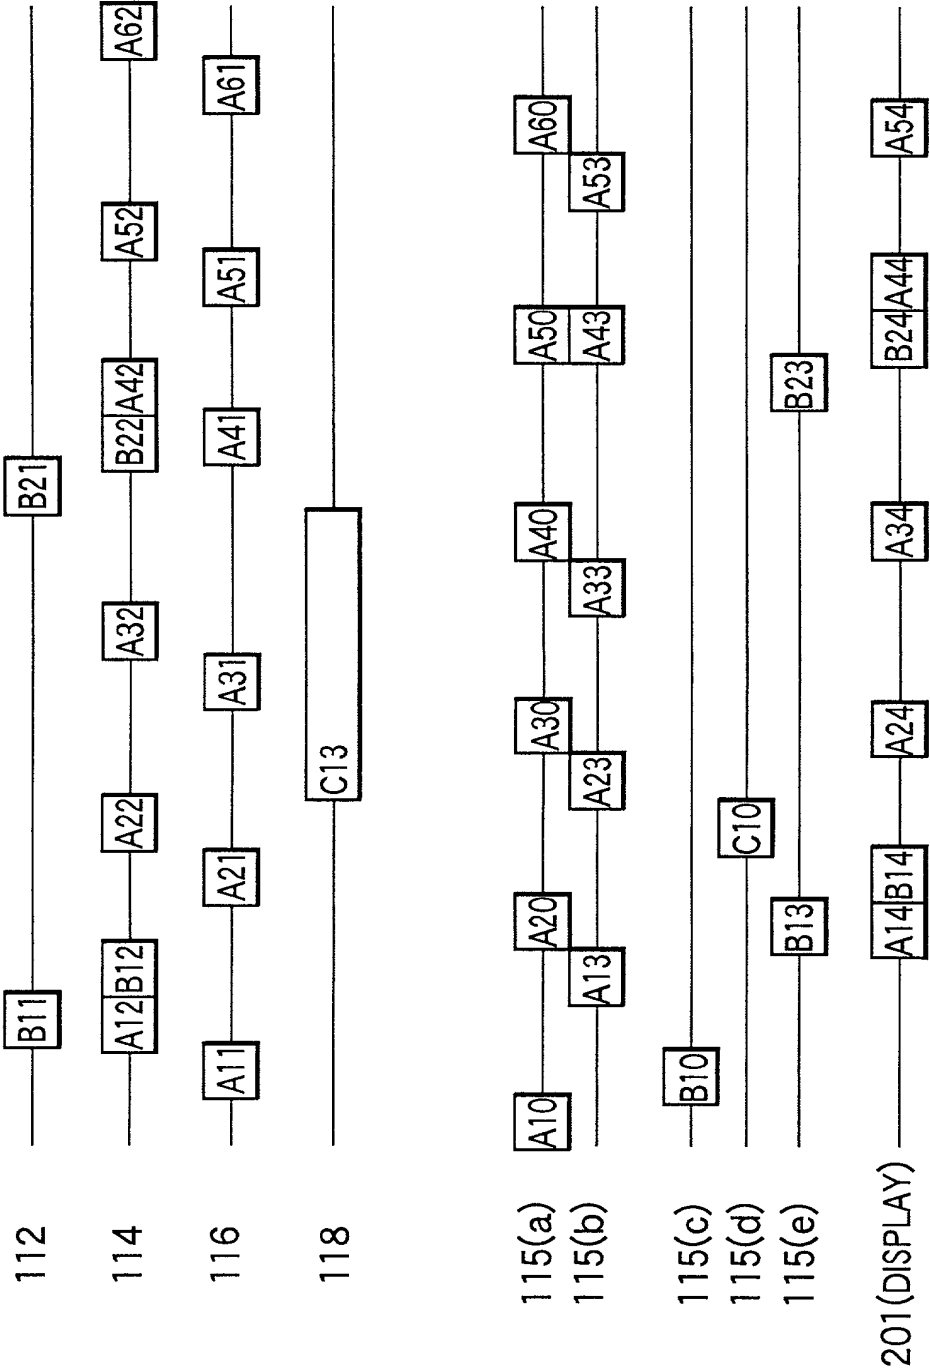 112 B11 B21
114 A12 B12 A22 A32 B22 A42 A52 A62
116 A11 A21 A31 A41 A51 A61
118 C13
115(a) A10 A20 A30 A40 A50 A60
115(b) A13 A23 A33 A43 A53
115(c) B10
115(d) C10
115(e) B13 B23
201(DISPLAY) A14 B14 A24 A34 B24 A44 A54